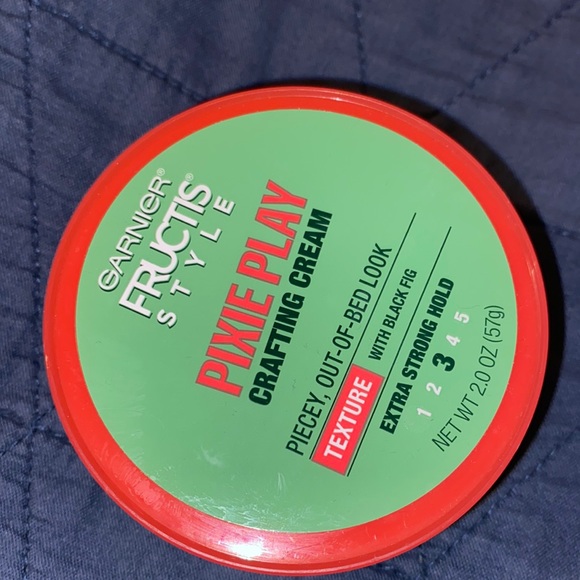 GARNIER®
FRUCTIS®
STYLE
PIXIE PLAY
CRAFTING CREAM
PIECEY, OUT-OF-BED LOOK
TEXTURE WITH BLACK FIG
EXTRA STRONG HOLD
1 2 3 4 5
NET WT 2.0 OZ (57g)